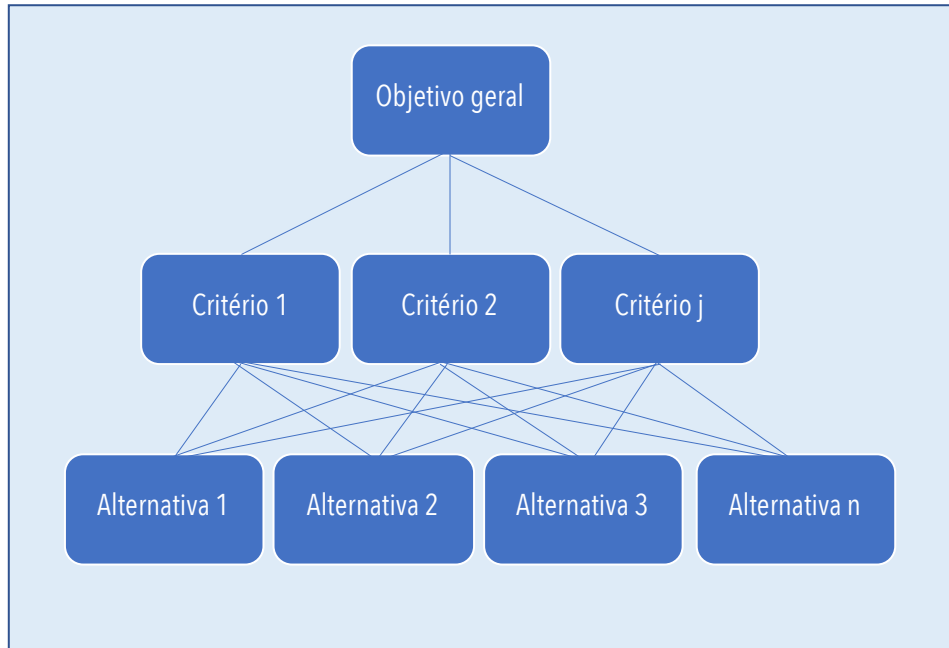 Objetivo geral
Critério 1
Critério 2
Critério j
Alternativa 1
Alternativa 2
Alternativa 3
Alternativa n